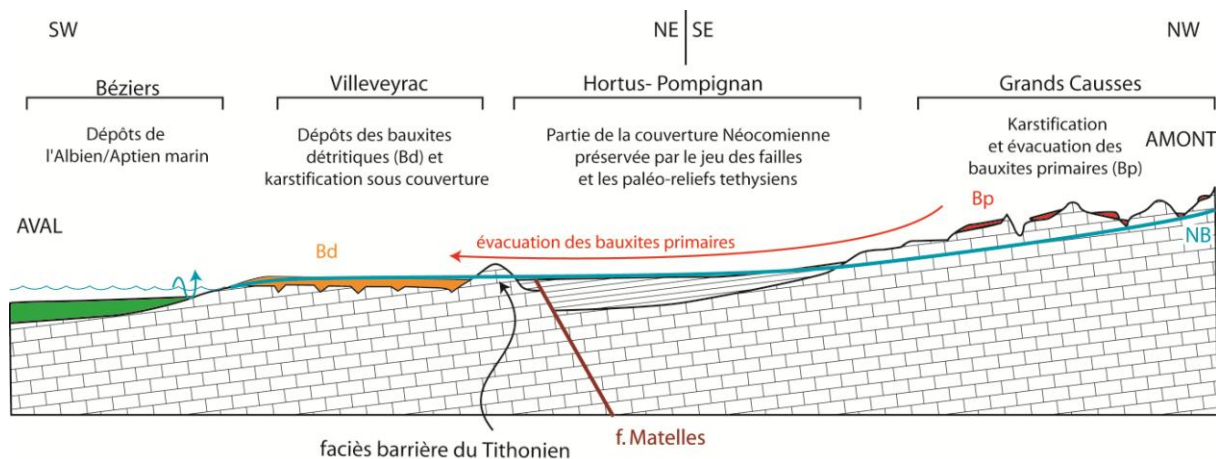 SW
NE SE
NW
Béziers
Villeveyrac
Hortus- Pompignan
Grands Causses
Dépôts de
l'Albien/Aptien marin
Dépôts des bauxites
détritiques (Bd) et
karstification sous couverture
Partie de la couverture Néocomienne
préservée par le jeu des failles
et les paléo-reliefs tethysiens
Karstification
et évacuation des
bauxites primaires (Bp)
AMONT
AVAL
Bd
évacuation des bauxites primaires
Bp
NB
faciès barrière du Tithonien
f. Matelles